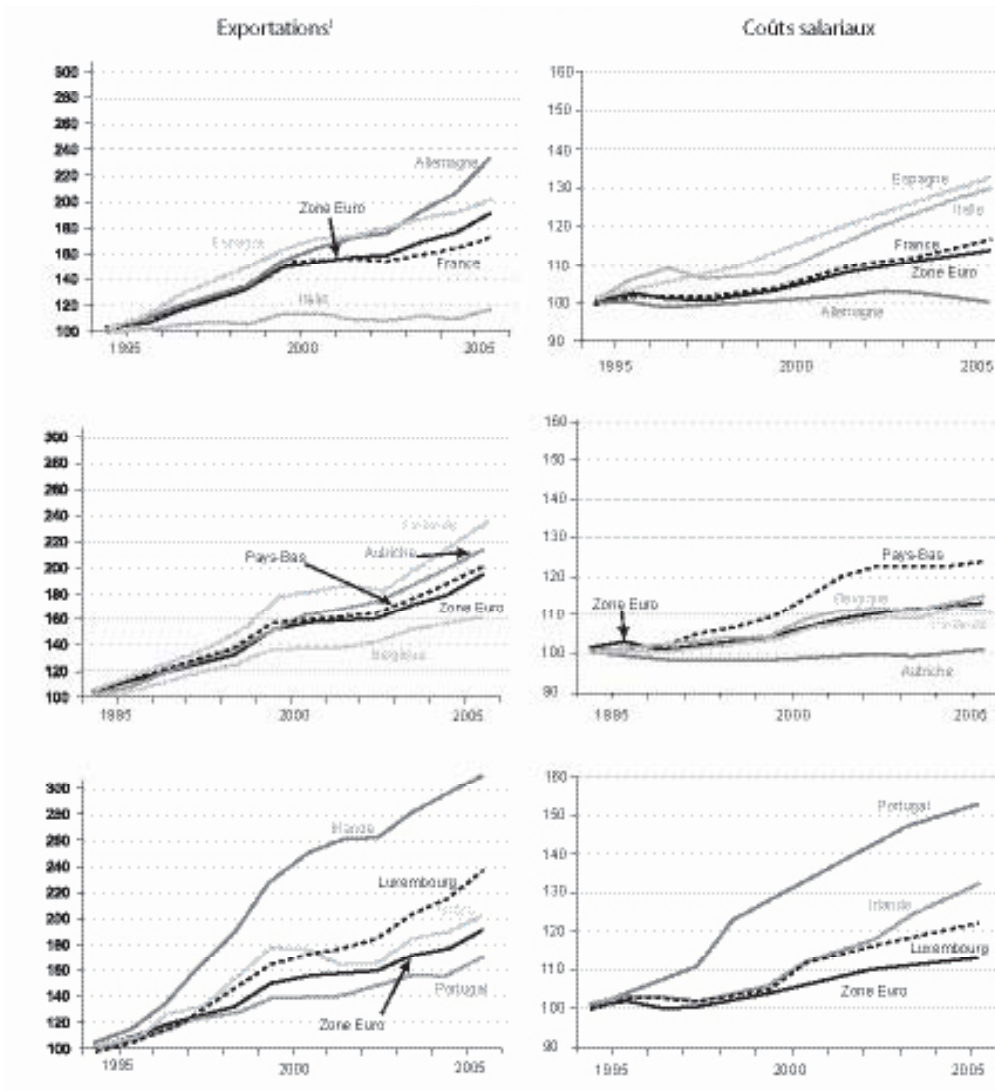 Exportations¹
Coûts salariaux
300
280
260
240
220
200
180
160
140
120
100
Allemagne
Zone Euro
Espagne
France
Italie
1995
2000
2005
160
150
140
130
120
110
100
90
Espagne
Italie
France
Zone Euro
Allemagne
1995
2000
2005
300
280
260
240
220
200
180
160
140
120
100
Autriche
Pays-Bas
Zone Euro
Belgique
1995
2000
2005
160
150
140
130
120
110
100
90
Pays-Bas
Belgique
Zone Euro
Autriche
1995
2000
2005
300
280
260
240
220
200
180
160
140
120
100
Irlande
Luxembourg
Portugal
Zone Euro
1995
2000
2005
160
150
140
130
120
110
100
90
Portugal
Irlande
Luxembourg
Zone Euro
1995
2000
2005